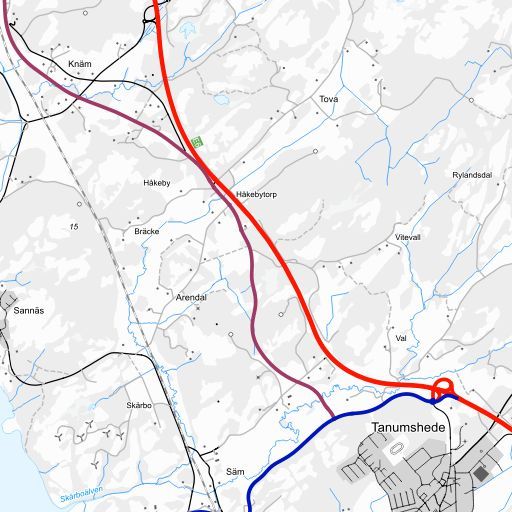 Knäm
Tova
Rylandsdal
Håkeby
Håkebytorp
15
Bräcke
Vitevall
Arendal
Sannäs
Val
Skärbo
Tanumshede
Säm
Skärboälven